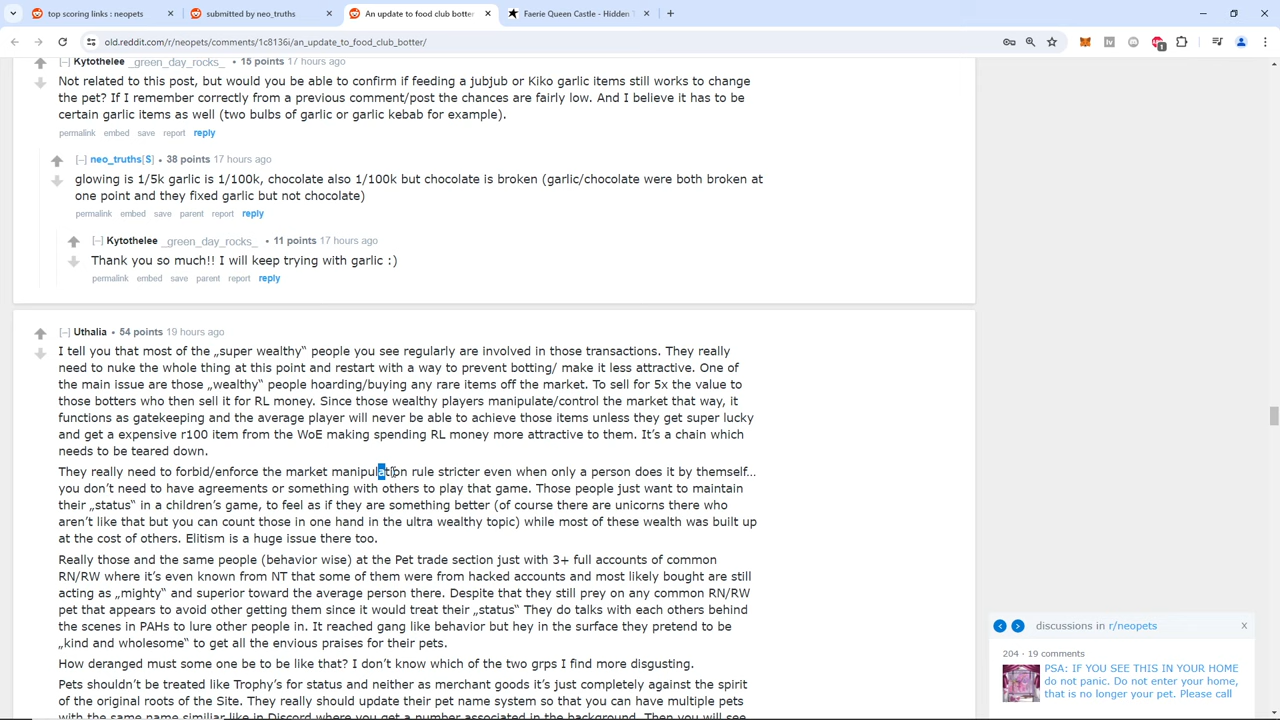 top scoring links : neopets
submitted by neo_truths
An update to food club botter
Faerie Queen Castle - Hidden T
old.reddit.com/r/neopets/comments/1c8136i/an_update_to_food_club_botter/
Kytothelee _green_day_rocks_ • 15 points 17 hours ago
Not related to this post, but would you be able to confirm if feeding a jubjub or Kiko garlic items still works to change
the pet? If I remember correctly from a previous comment/post the chances are fairly low. And I believe it has to be
certain garlic items as well (two bulbs of garlic or garlic kebab for example).
permalink embed save report reply
[–] neo_truths[S] • 38 points 17 hours ago
glowing is 1/5k garlic is 1/100k, chocolate also 1/100k but chocolate is broken (garlic/chocolate were both broken at
one point and they fixed garlic but not chocolate)
permalink embed save parent report reply
[–] Kytothelee _green_day_rocks_ • 11 points 17 hours ago
Thank you so much!! I will keep trying with garlic :)
permalink embed save parent report reply
[–] Uthalia • 54 points 19 hours ago
I tell you that most of the „super wealthy“ people you see regularly are involved in those transactions. They really
need to nuke the whole thing at this point and restart with a way to prevent botting/ make it less attractive. One of
the main issue are those „wealthy“ people hoarding/buying any rare items off the market. To sell for 5x the value to
those botters who then sell it for RL money. Since those wealthy players manipulate/control the market that way, it
functions as gatekeeping and the average player will never be able to achieve those items unless they get super lucky
and get a expensive r100 item from the WoE making spending RL money more attractive to them. It’s a chain which
needs to be teared down.
They really need to forbid/enforce the market manipulation rule stricter even when only a person does it by themself…
you don’t need to have agreements or something with others to play that game. Those people just want to maintain
their „status“ in a children’s game, to feel as if they are something better (of course there are unicorns there who
aren’t like that but you can count those in one hand in the ultra wealthy topic) while most of these wealth was built up
at the cost of others. Elitism is a huge issue there too.
Really those and the same people (behavior wise) at the Pet trade section just with 3+ full accounts of common
RN/RW where it’s even known from NT that some of them were from hacked accounts and most likely bought are still
acting as „mighty“ and superior toward the average person there. Despite that they still prey on any common RN/RW
pet that appears to avoid other getting them since it would treat their „status“ They do talks with each others behind
the scenes in PAHs to lure other people in. It reached gang like behavior but hey in the surface they pretend to be
„kind and wholesome“ to get all the envious praises for their pets.
How deranged must some one be to be like that? I don’t know which of the two grps I find more disgusting.
Pets shouldn’t be treated like Trophy’s for status and neither as merchant goods it’s just completely against the spirit
of the original roots of the Site. They really should update their pet name system so that you can have multiple pets
with the same name similiar like in Discord where you get a number associated in the background. Then you will see
discussions in r/neopets X
204 · 19 comments
PSA: IF YOU SEE THIS IN YOUR HOME
do not panic. Do not enter your home,
that is no longer your pet. Please call